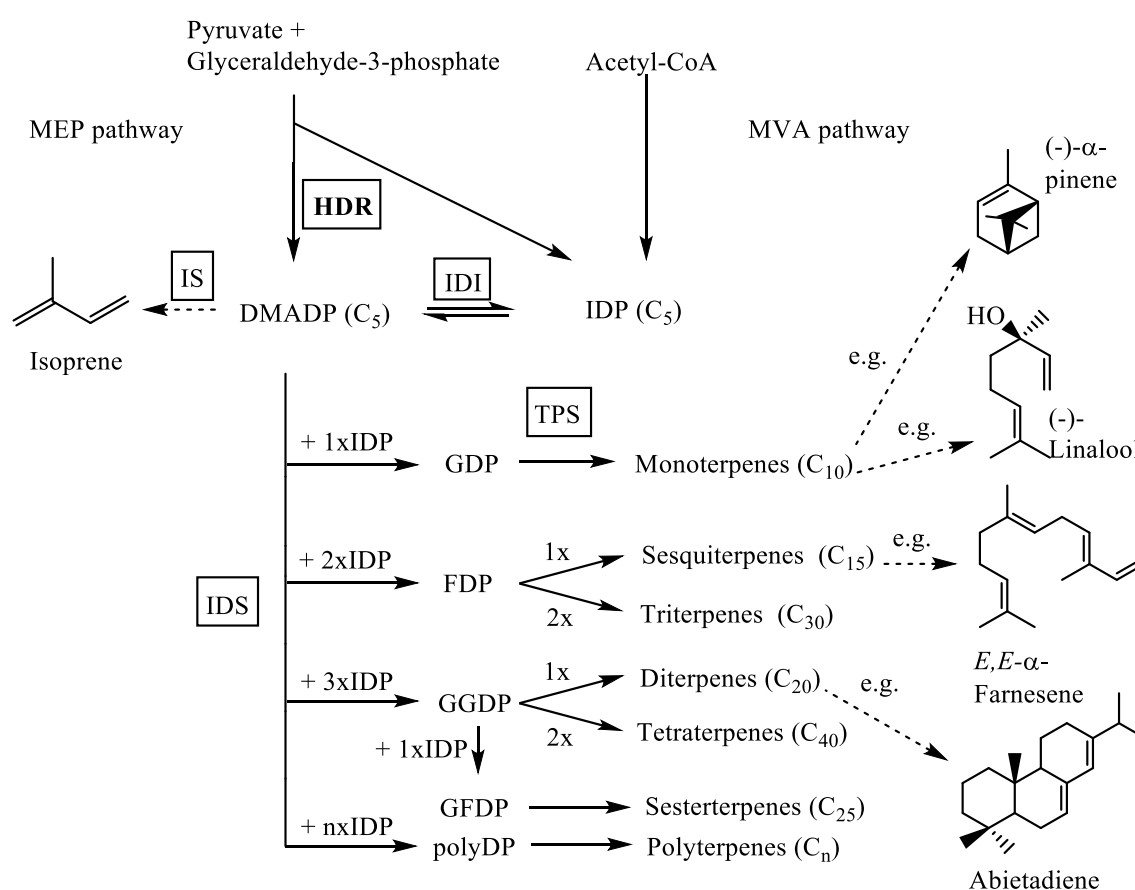 Pyruvate +
Glyceraldehyde-3-phosphate
Acetyl-CoA
MEP pathway
MVA pathway
(-)-α-
pinene
HDR
IS
IDI
DMADP (C5)
IDP (C5)
Isoprene
HO
e.g.
TPS
e.g.
(-)-
Linalool
+ 1xIDP
GDP
Monoterpenes (C10)
+ 2xIDP
FDP
1x
Sesquiterpenes (C15)
e.g.
2x
Triterpenes (C30)
IDS
E,E-α-
Farnesene
+ 3xIDP
GGDP
1x
Diterpenes (C20)
e.g.
2x
Tetraterpenes (C40)
+ 1xIDP
GFDP
Sesterterpenes (C25)
+ nxIDP
polyDP
Polyterpenes (Cn)
Abietadiene